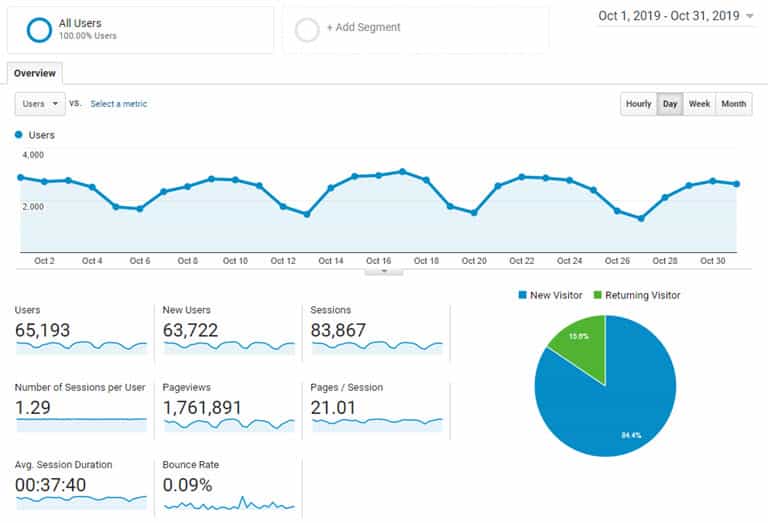 All Users
100.00% Users
+ Add Segment
Oct 1, 2019 - Oct 31, 2019
Overview
Users
vs.
Select a metric
Hourly
Day
Week
Month
Users
4,000
2,000
Oct 2
Oct 4
Oct 6
Oct 8
Oct 10
Oct 12
Oct 14
Oct 16
Oct 18
Oct 20
Oct 22
Oct 24
Oct 26
Oct 28
Oct 30
New Visitor
Returning Visitor
Users
65,193
New Users
63,722
Sessions
83,867
Number of Sessions per User
1.29
Pageviews
1,761,891
Pages / Session
21.01
Avg. Session Duration
00:37:40
Bounce Rate
0.09%
15.6%
84.4%